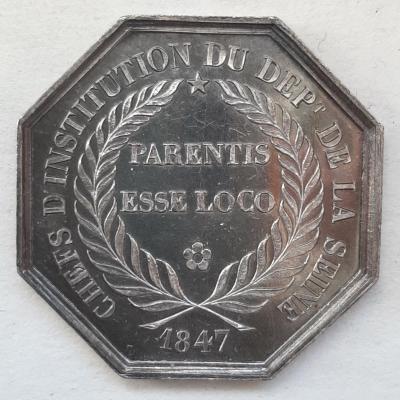 CHEFS D'INSTITUTION DU DEPT DE LA SEINE
PARENTIS
ESSE LOCO
1847